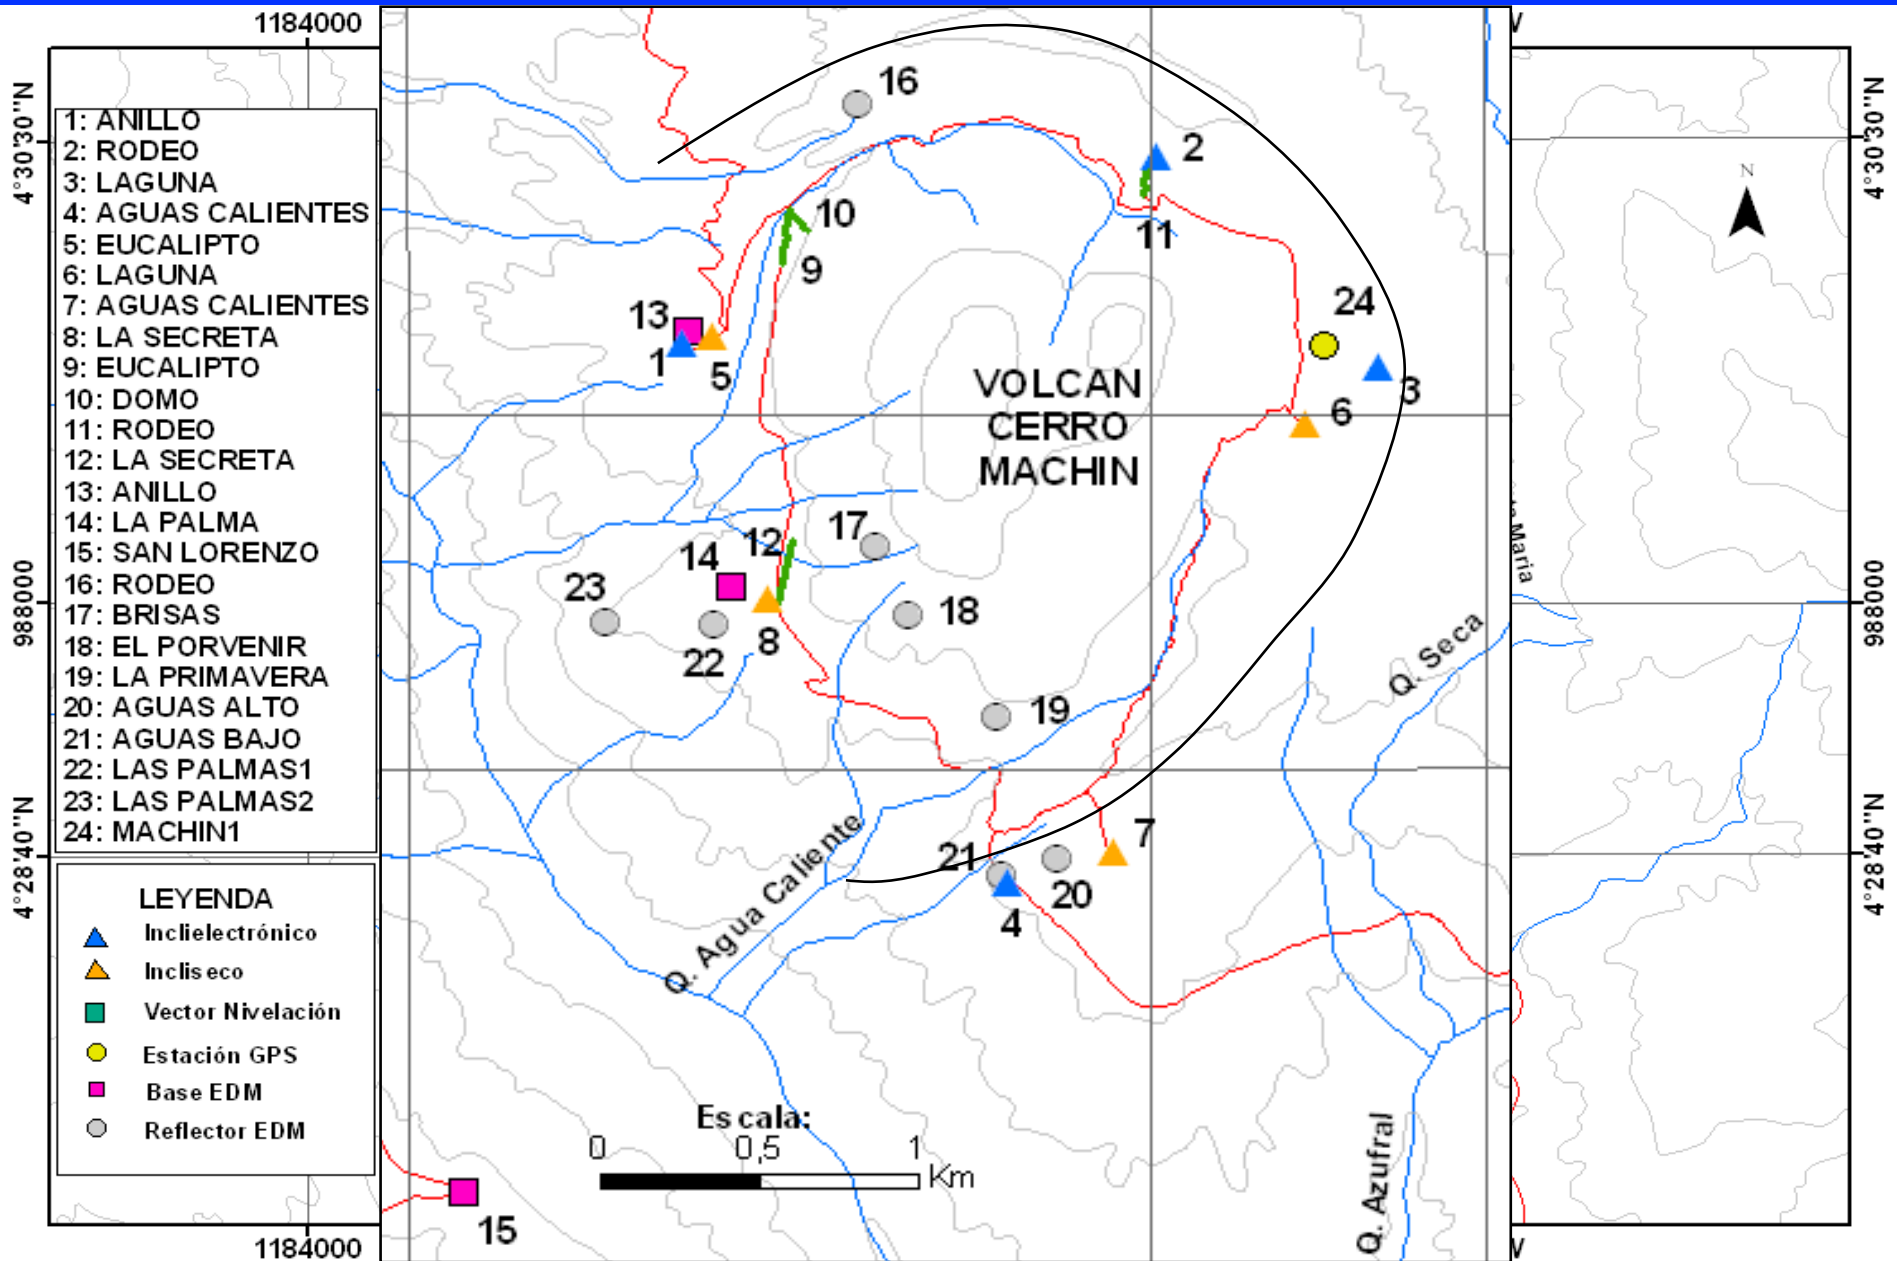 1184000
4°30'30''N
988000
4°28'40''N
1184000
4°30'30''N
988000
4°28'40''N
1: ANILLO
2: RODEO
3: LAGUNA
4: AGUAS CALIENTES
5: EUCALIPTO
6: LAGUNA
7: AGUAS CALIENTES
8: LA SECRETA
9: EUCALIPTO
10: DOMO
11: RODEO
12: LA SECRETA
13: ANILLO
14: LA PALMA
15: SAN LORENZO
16: RODEO
17: BRISAS
18: EL PORVENIR
19: LA PRIMAVERA
20: AGUAS ALTO
21: AGUAS BAJO
22: LAS PALMAS1
23: LAS PALMAS2
24: MACHIN1
LEYENDA
Inclielectrónico
Incliseco
Vector Nivelación
Estación GPS
Base EDM
Reflector EDM
16
2
10
11
9
13
24
1
5
3
6
VOLCAN
CERRO
MACHIN
17
12
14
23
18
22
8
19
7
21
20
4
15
Q. Seca
Q. Agua Caliente
Q. Azufral
Maria
N
Escala:
0 0,5 1
Km